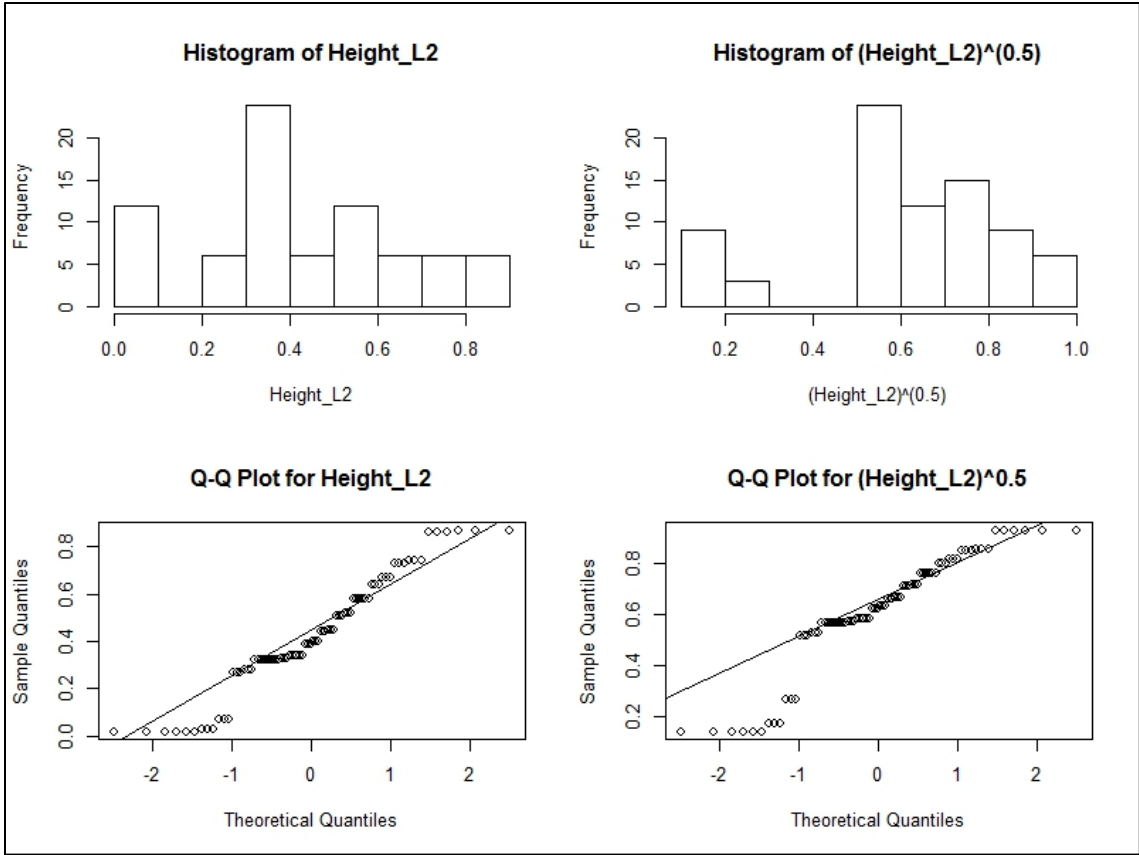 Histogram of Height_L2
Frequency
0 5 10 15 20
0.0 0.2 0.4 0.6 0.8
Height_L2
Histogram of (Height_L2)^(0.5)
Frequency
0 5 10 15 20
0.2 0.4 0.6 0.8 1.0
(Height_L2)^(0.5)
Q-Q Plot for Height_L2
Sample Quantiles
0.0 0.2 0.4 0.6 0.8
-2 -1 0 1 2
Theoretical Quantiles
Q-Q Plot for (Height_L2)^0.5
Sample Quantiles
0.2 0.4 0.6 0.8
-2 -1 0 1 2
Theoretical Quantiles